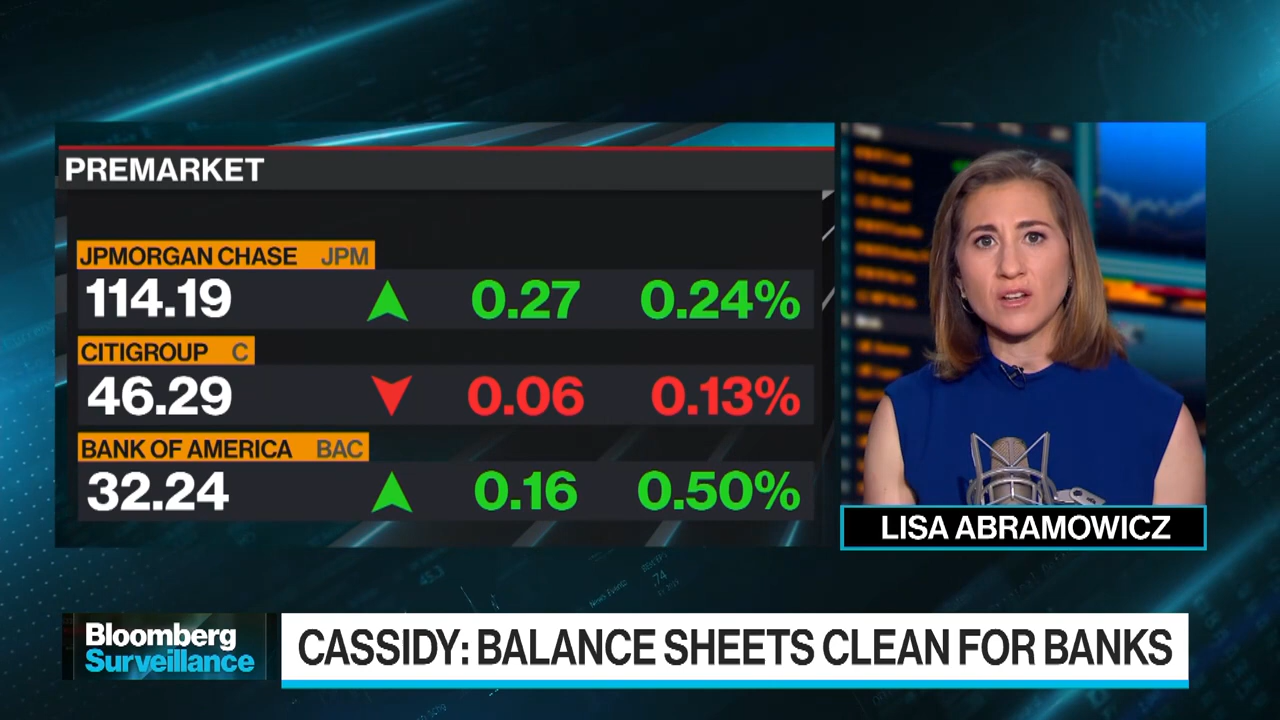 PREMARKET
JPMORGAN CHASE JPM
114.19 0.27 0.24%
CITIGROUP C
46.29 0.06 0.13%
BANK OF AMERICA BAC
32.24 0.16 0.50%
LISA ABRAMOWICZ
Bloomberg
Surveillance
CASSIDY: BALANCE SHEETS CLEAN FOR BANKS